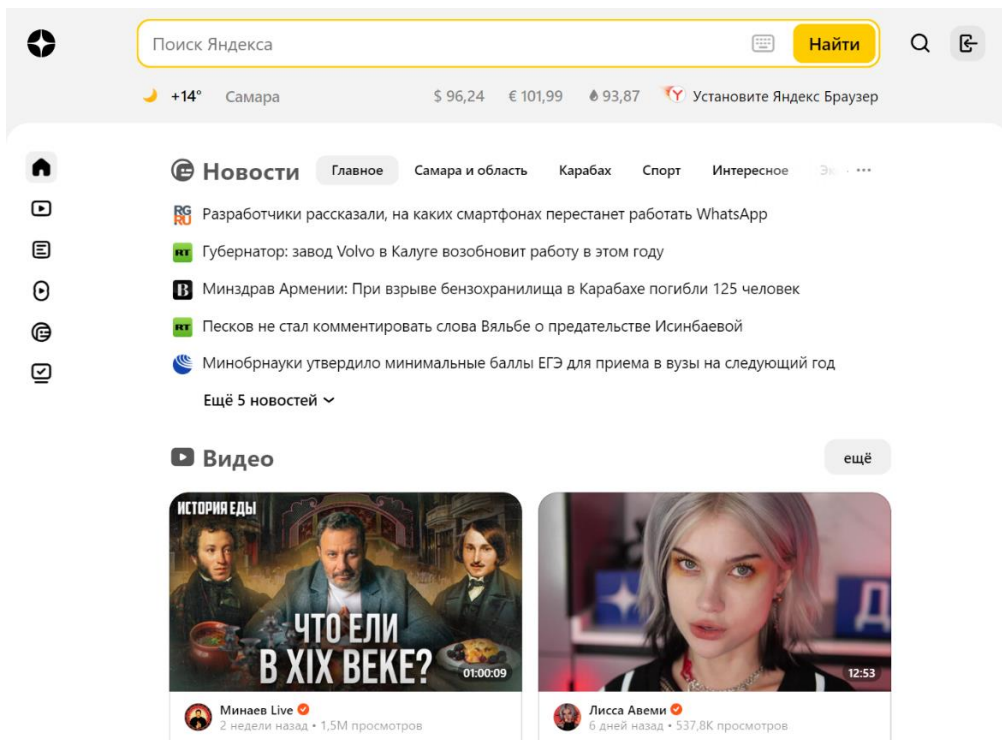 Поиск Яндекса
Найти
+14° Самара $ 96,24 € 101,99 93,87 Установите Яндекс Браузер
Новости Главное Самара и область Карабах Спорт Интересное Эк
RG RU Разработчики рассказали, на каких смартфонах перестанет работать WhatsApp
RT Губернатор: завод Volvo в Калуге возобновит работу в этом году
В Минздрав Армении: При взрыве бензохранилища в Карабахе погибли 125 человек
RT Песков не стал комментировать слова Вяльбе о предательстве Исинбаевой
Минобрнауки утвердило минимальные баллы ЕГЭ для приема в вузы на следующий год
Ещё 5 новостей
Видео ещё
ИСТОРИЯ ЕДЫ
ЧТО ЕЛИ
В XIX ВЕКЕ?
01:00:09
Д
12:53
Минаев Live
2 недели назад • 1,5М просмотров
Лисса Авеми
6 дней назад • 537,8К просмотров